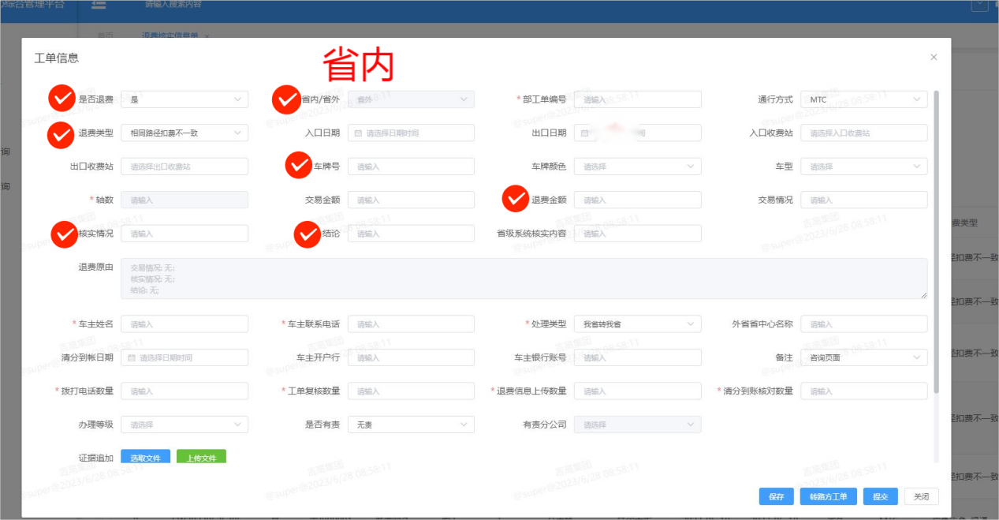 综合管理平台
请输入搜索内容
首页 退费核实信息单 ×
工单信息
省内
是否退费 是 省内/省外 省外 * 部工单编号 请输入 通行方式 MTC
退费类型 相同路径扣费不一致 入口日期 请选择日期时间 出口日期 间 入口收费站 请选择入口收费站
出口收费站 请选择出口收费站 车牌号 请输入 车牌颜色 请选择 车型 请选择
* 轴数 请输入 交易金额 请输入 退费金额 请输入 交易情况 请输入
核实情况 请输入 结论 请输入 省级系统核实内容 请输入
退费原由 交易情况: 无;
核实情况: 无;
结论: 无;
* 车主姓名 请输入 * 车主联系电话 请输入 * 处理类型 我省转我省 外省省中心名称 请输入
清分到帐日期 请选择日期时间 车主开户行 请输入 车主银行账号 请输入 备注 咨询页面
* 拨打电话数量 请输入 * 工单复核数量 请输入 * 退费信息上传数量 请输入 * 清分到账核对数量 请输入
办理等级 请选择 是否有责 无责 有责分公司 请选择
证据追加 选取文件 上传文件
保存 转路方工单 提交 关闭
询
询
费类型
径扣费不一致
径扣费不一致
径扣费不一致
径扣费不一致
径扣费不一致
吉高集团
@super@2023/6/28 08:58:11